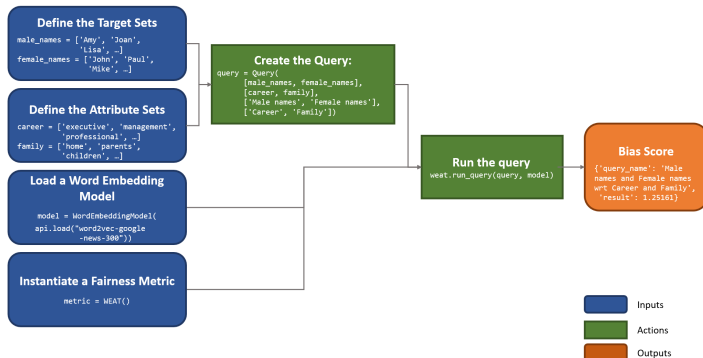 Define the Target Sets
male_names = ['Amy', 'Joan',
'Lisa', …]
female_names = ['John', 'Paul',
'Mike', …]
Define the Attribute Sets
career = ['executive', 'management',
'professional', …]
family = ['home', 'parents',
'children', …]
Load a Word Embedding
Model
model = WordEmbeddingModel(
api.load("word2vec-google
-news-300"))
Instantiate a Fairness Metric
metric = WEAT()
Create the Query:
query = Query(
[male_names, female_names],
[career, family],
['Male names', 'Female names'],
['Career', 'Family'])
Run the query
weat.run_query(query, model)
Bias Score
{'query_name': 'Male
names and Female names
wrt Career and Family',
'result': 1.25161}
Inputs
Actions
Outputs